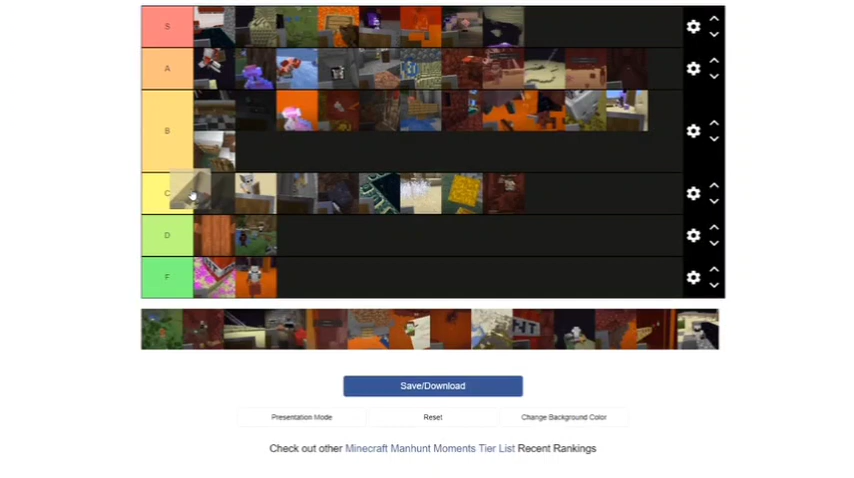 S
A
B
C
D
F
Save/Download
Presentation Mode Reset Change Background Color
Check out other Minecraft Manhunt Moments Tier List Recent Rankings